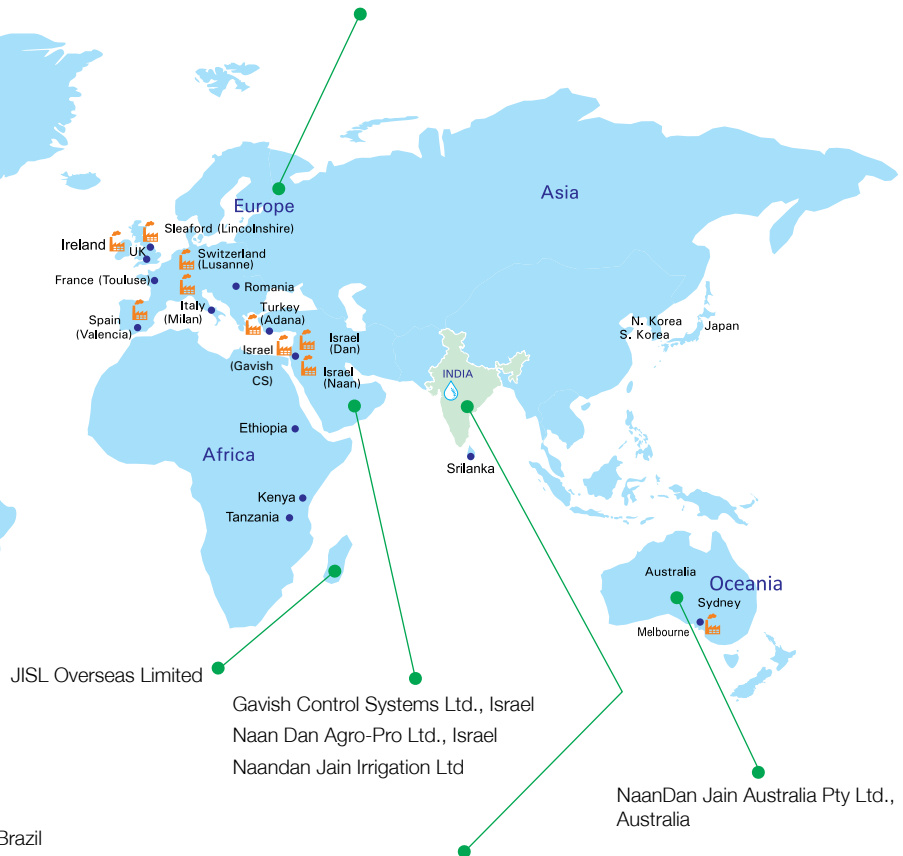 Asia
Europe
Sleaford (Lincolnshire)
Ireland
UK
Switzerland
(Lusanne)
France (Touluse)
Romania
Italy
(Milan)
Turkey
(Adana)
Spain
(Valencia)
Israel
(Gavish
CS)
Israel
(Dan)
Israel
(Naan)
INDIA
N. Korea
S. Korea
Japan
Ethiopia
Africa
Srilanka
Kenya
Tanzania
Australia
Oceania
Sydney
Melbourne
JISL Overseas Limited
Gavish Control Systems Ltd., Israel
Naan Dan Agro-Pro Ltd., Israel
Naandan Jain Irrigation Ltd
NaanDan Jain Australia Pty Ltd.,
Australia
Brazil